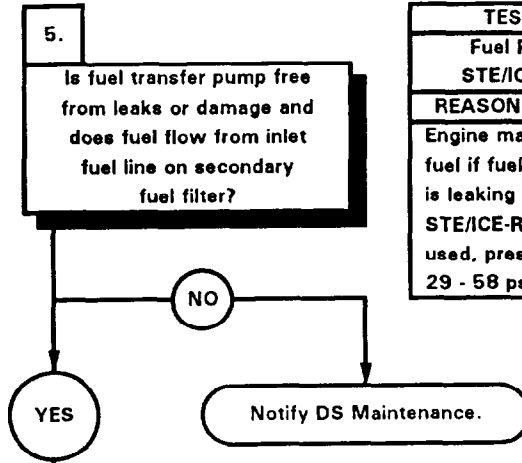 5.
Is fuel transfer pump free
from leaks or damage and
does fuel flow from inlet
fuel line on secondary
fuel filter?
NO
YES
Notify DS Maintenance.
TES
Fuel
STE/IC
REASON
Engine ma
fuel if fuel
is leaking
STE/ICE-R
used, pres
29 - 58 ps